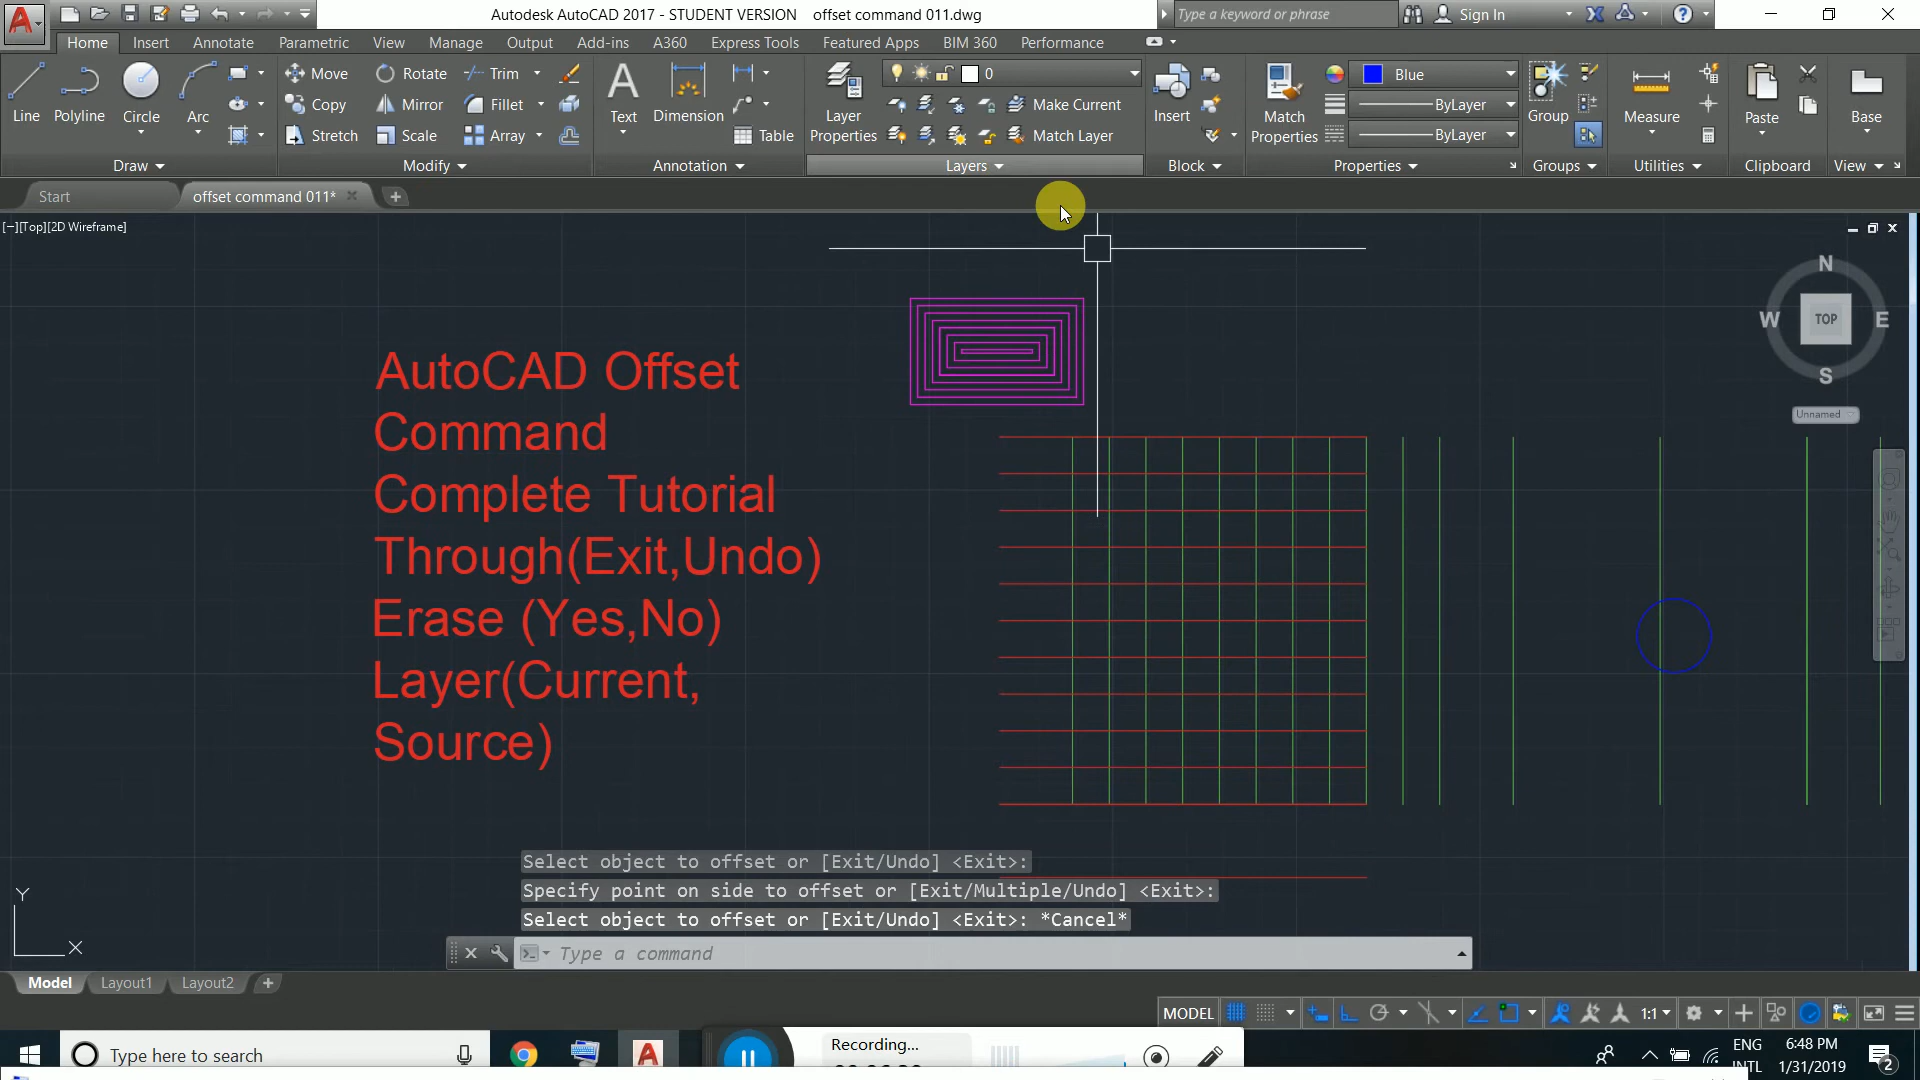 Autodesk AutoCAD 2017 - STUDENT VERSION    offset command 011.dwg
Type a keyword or phrase
Sign In
Home Insert Annotate Parametric View Manage Output Add-ins A360 Express Tools Featured Apps BIM 360 Performance
Line Polyline Circle Arc
Move Rotate Trim
Copy Mirror Fillet
Stretch Scale Array
Text Dimension Table
Layer Properties
0
Make Current
Match Layer
Insert
Match Properties
Blue
ByLayer
ByLayer
Group
Measure
Paste
Base
Draw Modify Annotation Layers Block Properties Groups Utilities Clipboard View
Start offset command 011*
[−][Top][2D Wireframe]
N
W TOP E
S
Unnamed
AutoCAD Offset
Command
Complete Tutorial
Through(Exit,Undo)
Erase (Yes,No)
Layer(Current,
Source)
Select object to offset or [Exit/Undo] <Exit>:
Specify point on side to offset or [Exit/Multiple/Undo] <Exit>:
Select object to offset or [Exit/Undo] <Exit>: *Cancel*
Y
X
Type a command
Model Layout1 Layout2
MODEL 1:1
Type here to search
Recording...
ENG
INTL
6:48 PM
1/31/2019
2